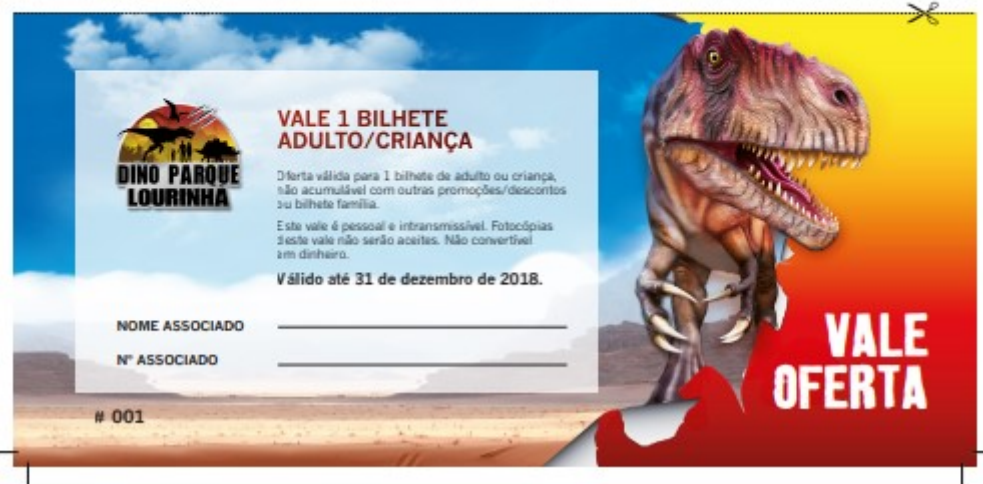 DINO PARQUE
LOURINHÃ
VALE 1 BILHETE
ADULTO/CRIANÇA
Oferta válida para 1 bilhete de adulto ou criança,
não acumulável com outras promoções/descontos
ou bilhete família.
Este vale é pessoal e intransmissível. Fotocópias
deste vale não serão aceites. Não convertível
em dinheiro.
Válido até 31 de dezembro de 2018.
NOME ASSOCIADO
Nº ASSOCIADO
# 001
VALE
OFERTA